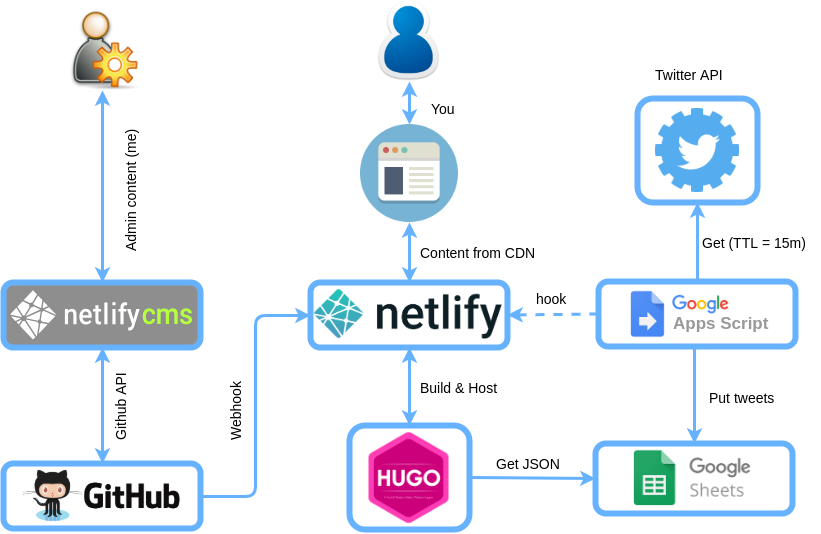 Twitter API
You
Admin content (me)
Content from CDN
Get (TTL = 15m)
netlifycms
netlify
hook
Google
Apps Script
Github API
Webhook
Build & Host
Put tweets
GitHub
HUGO
Get JSON
Google
Sheets